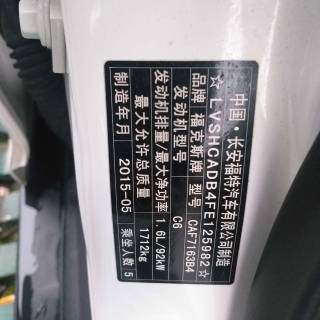 中国·长安福特汽车有限公司制造
☆LVSHCADB4FE125982☆
品牌 福克斯牌 型号 CAF7163B4
发动机型号 C6
发动机排量/最大净功率 1.6L/92kW
最大允许总质量 1712kg
制造年月 2015-05 乘坐人数 5